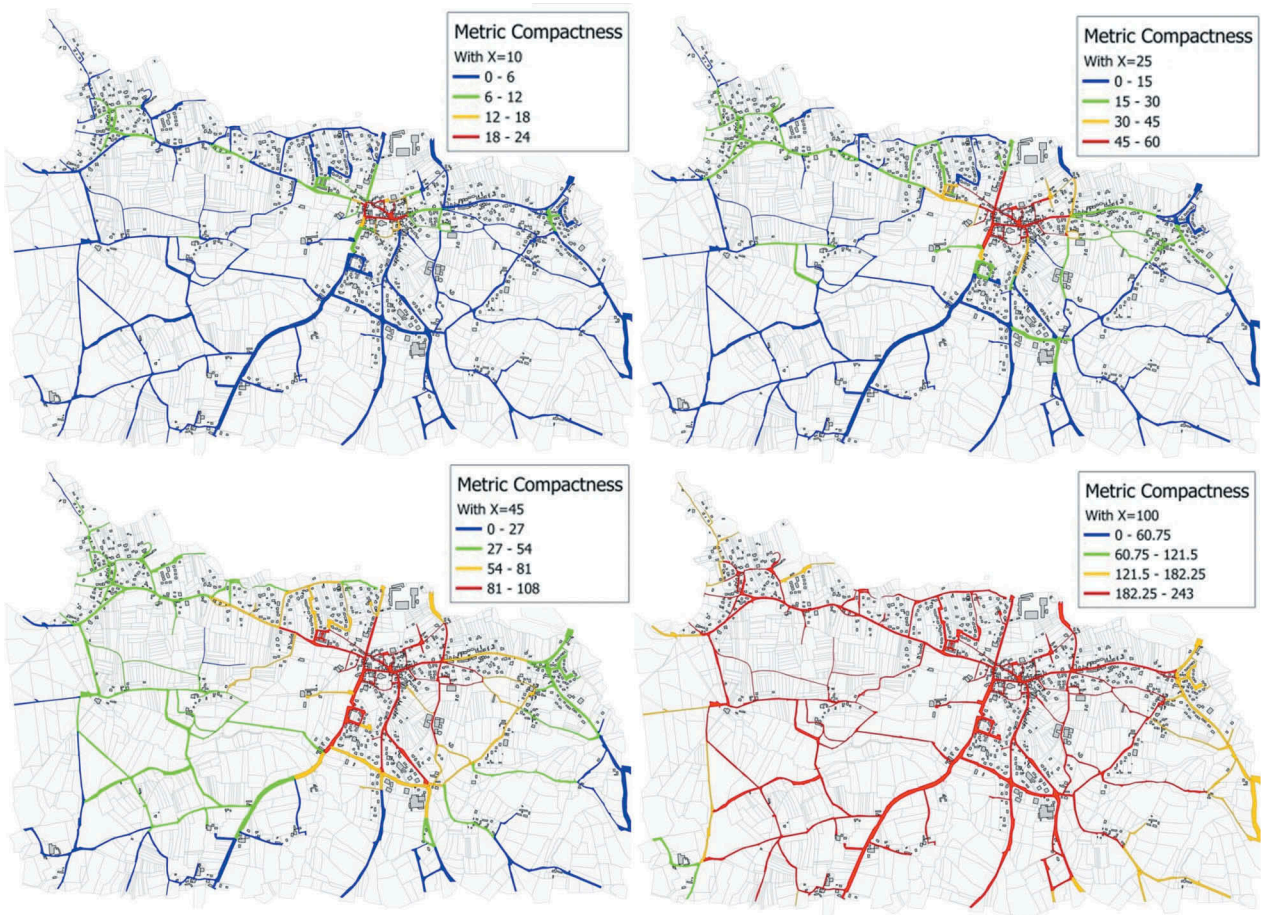 Metric Compactness
With X=10
0 - 6
6 - 12
12 - 18
18 - 24
Metric Compactness
With X=25
0 - 15
15 - 30
30 - 45
45 - 60
Metric Compactness
With X=45
0 - 27
27 - 54
54 - 81
81 - 108
Metric Compactness
With X=100
0 - 60.75
60.75 - 121.5
121.5 - 182.25
182.25 - 243